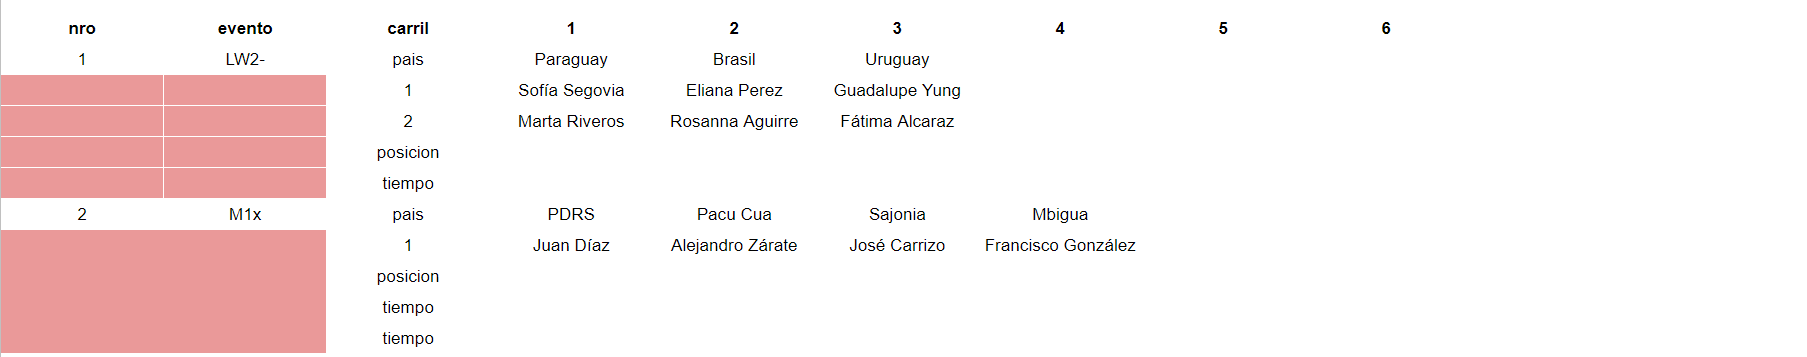 nro evento carril 1 2 3 4 5 6
1 LW2- pais Paraguay Brasil Uruguay
1 Sofía Segovia Eliana Perez Guadalupe Yung
2 Marta Riveros Rosanna Aguirre Fátima Alcaraz
posicion
tiempo
2 M1x pais PDRS Pacu Cua Sajonia Mbigua
1 Juan Díaz Alejandro Zárate José Carrizo Francisco González
posicion
tiempo
tiempo